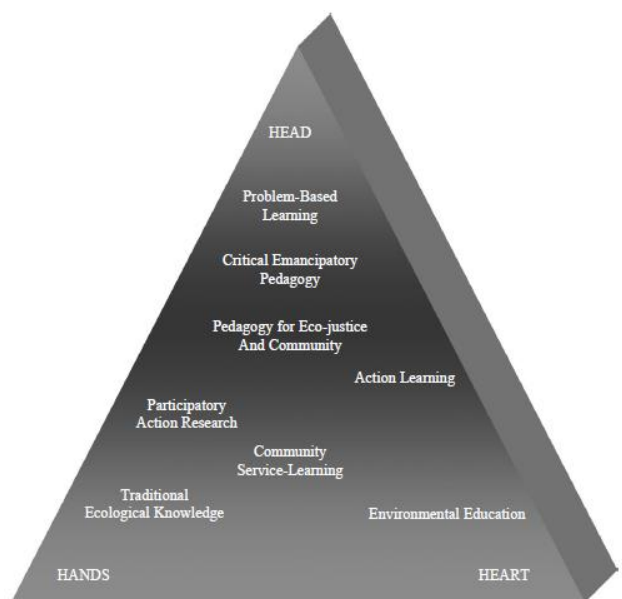 HEAD
Problem-Based
Learning
Critical Emancipatory
Pedagogy
Pedagogy for Eco-justice
And Community
Action Learning
Participatory
Action Research
Community
Service-Learning
Traditional
Ecological Knowledge
Environmental Education
HANDS
HEART